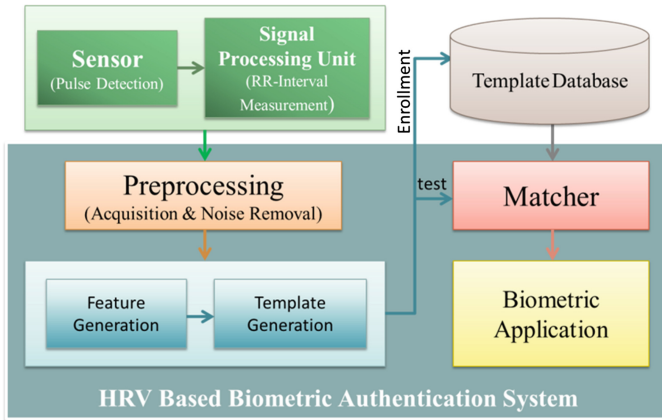 Sensor
(Pulse Detection)
Signal
Processing Unit
(RR-Interval
Measurement)
Enrollment
Template Database
Preprocessing
(Acquisition & Noise Removal)
test
Matcher
Feature
Generation
Template
Generation
Biometric
Application
HRV Based Biometric Authentication System